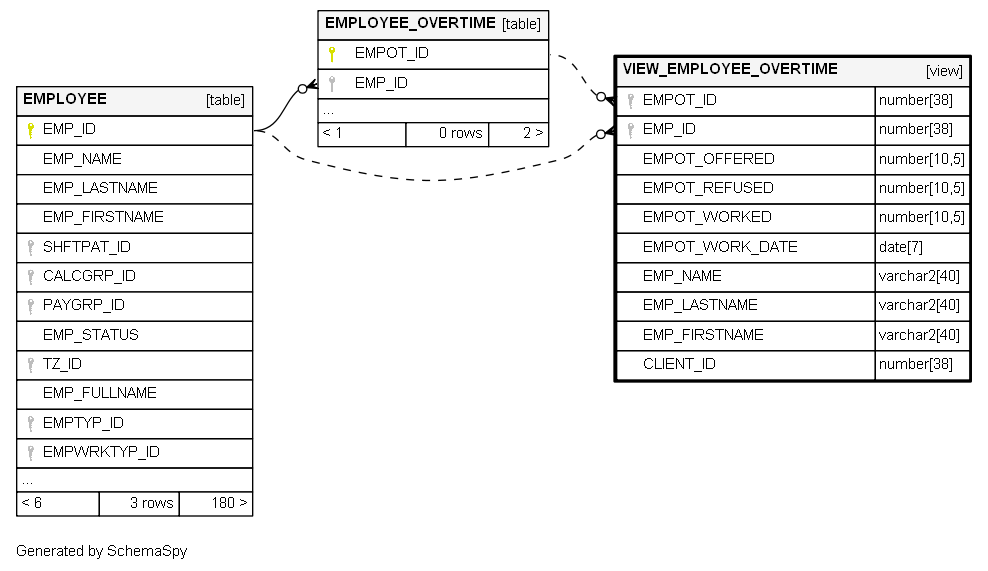 EMPLOYEE_OVERTIME [table]
EMPOT_ID
EMP_ID
...
< 1 0 rows 2 >
VIEW_EMPLOYEE_OVERTIME [view]
EMPOT_ID number[38]
EMP_ID number[38]
EMPOT_OFFERED number[10,5]
EMPOT_REFUSED number[10,5]
EMPOT_WORKED number[10,5]
EMPOT_WORK_DATE date[7]
EMP_NAME varchar2[40]
EMP_LASTNAME varchar2[40]
EMP_FIRSTNAME varchar2[40]
CLIENT_ID number[38]
EMPLOYEE [table]
EMP_ID
EMP_NAME
EMP_LASTNAME
EMP_FIRSTNAME
SHFTPAT_ID
CALCGRP_ID
PAYGRP_ID
EMP_STATUS
TZ_ID
EMP_FULLNAME
EMPTYP_ID
EMPWRKTYP_ID
...
< 6 3 rows 180 >
Generated by SchemaSpy